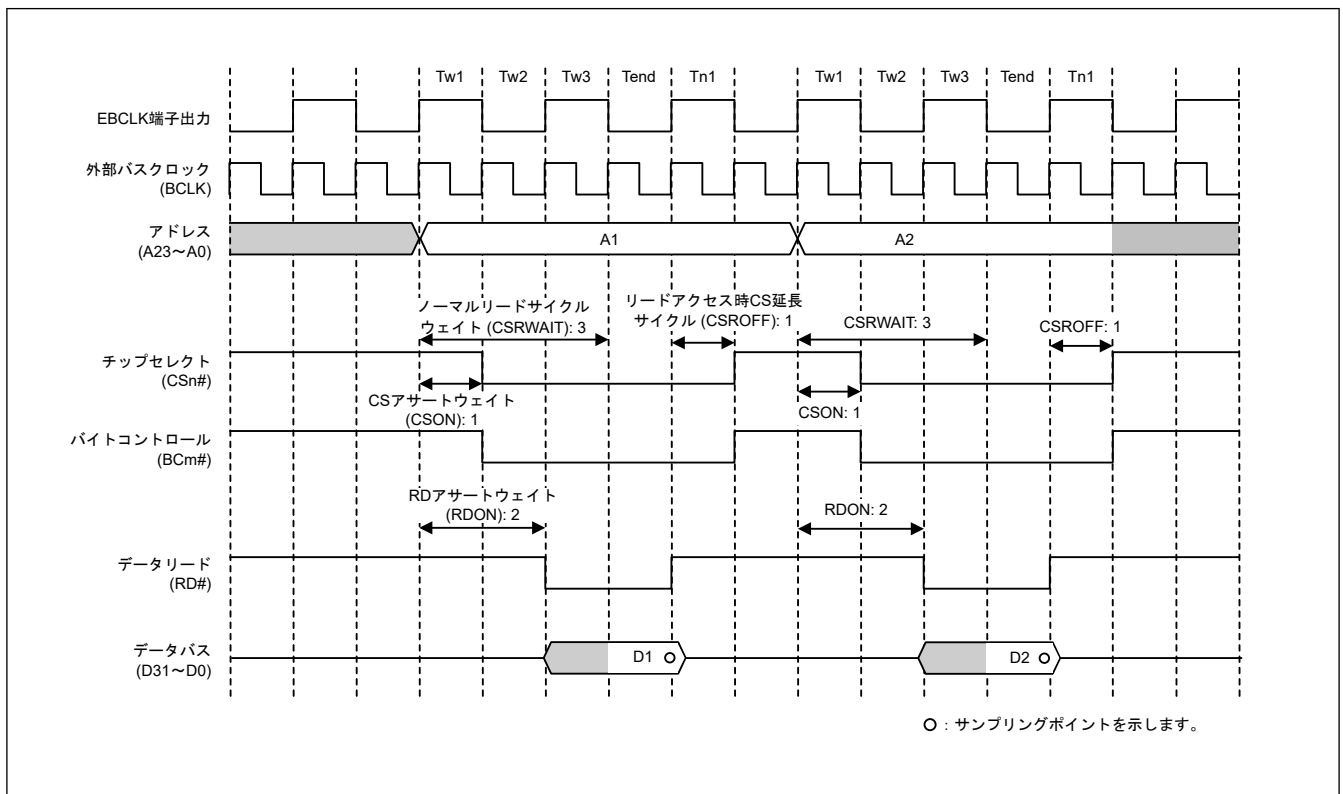 Tw1 Tw2 Tw3 Tend Tn1 Tw1 Tw2 Tw3 Tend Tn1
EBCLK端子出力
外部バスクロック
(BCLK)
アドレス
(A23～A0)
A1
A2
ノーマルリードサイクル
ウェイト (CSRWAIT): 3
リードアクセス時CS延長
サイクル (CSROFF): 1
CSRWAIT: 3
CSROFF: 1
チップセレクト
(CSn#)
CSアサートウェイト
(CSON): 1
CSON: 1
バイトコントロール
(BCm#)
RDアサートウェイト
(RDON): 2
RDON: 2
データリード
(RD#)
データバス
(D31～D0)
D1
D2
：サンプリングポイントを示します。